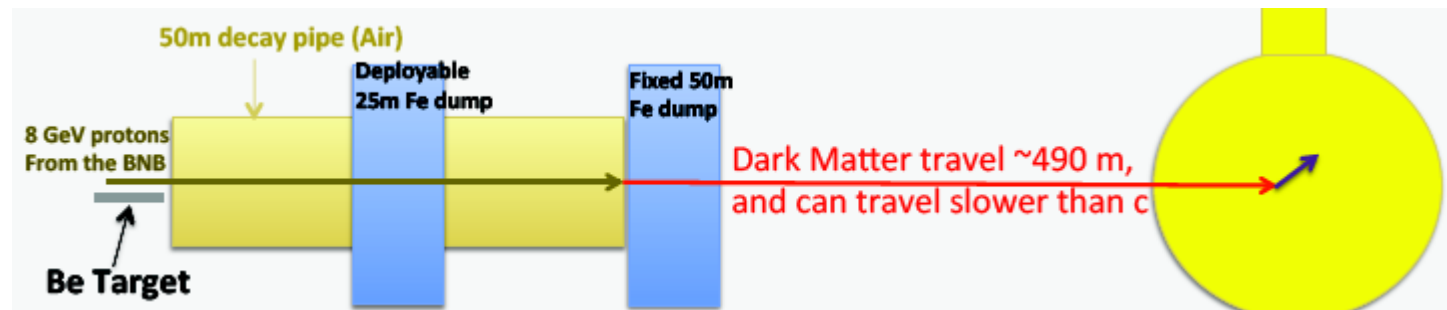 50m decay pipe (Air)
Deployable
25m Fe dump
Fixed 50m
Fe dump
8 GeV protons
From the BNB
Dark Matter travel ~490 m,
and can travel slower than c
Be Target